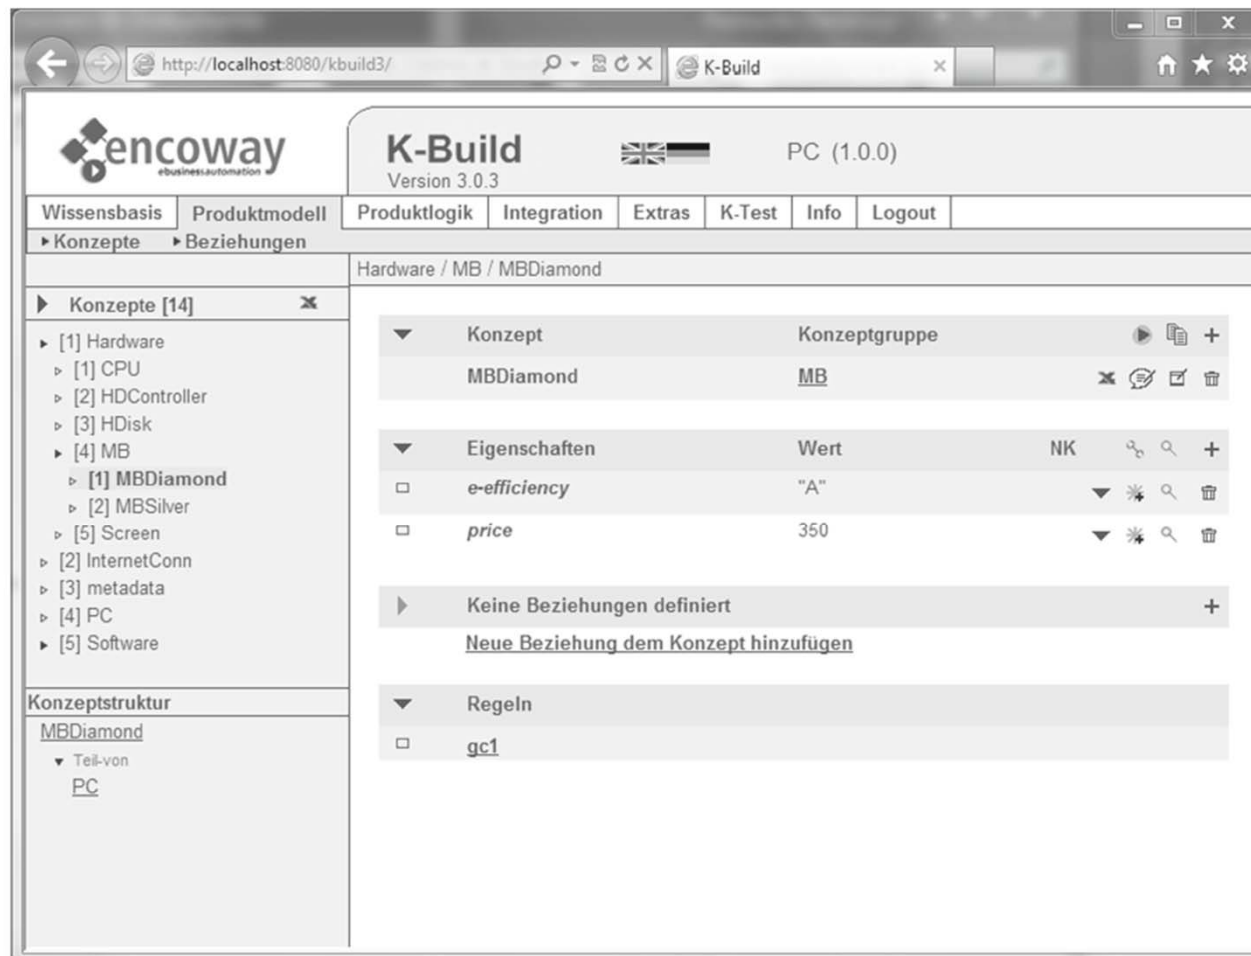 http://localhost:8080/kbuild3/
K-Build
encoway
ebusiness automation
K-Build
Version 3.0.3
PC (1.0.0)
Wissensbasis Produktmodell Produktlogik Integration Extras K-Test Info Logout
Konzepte Beziehungen
Hardware / MB / MBDiamond
Konzepte [14]
[1] Hardware
[1] CPU
[2] HDController
[3] HDisk
[4] MB
[1] MBDiamond
[2] MBSilver
[5] Screen
[2] InternetConn
[3] metadata
[4] PC
[5] Software
Konzeptstruktur
MBDiamond
Teil-von
PC
Konzept Konzeptgruppe
MBDiamond MB
Eigenschaften Wert NK
e-efficiency "A"
price 350
Keine Beziehungen definiert
Neue Beziehung dem Konzept hinzufügen
Regeln
gc1